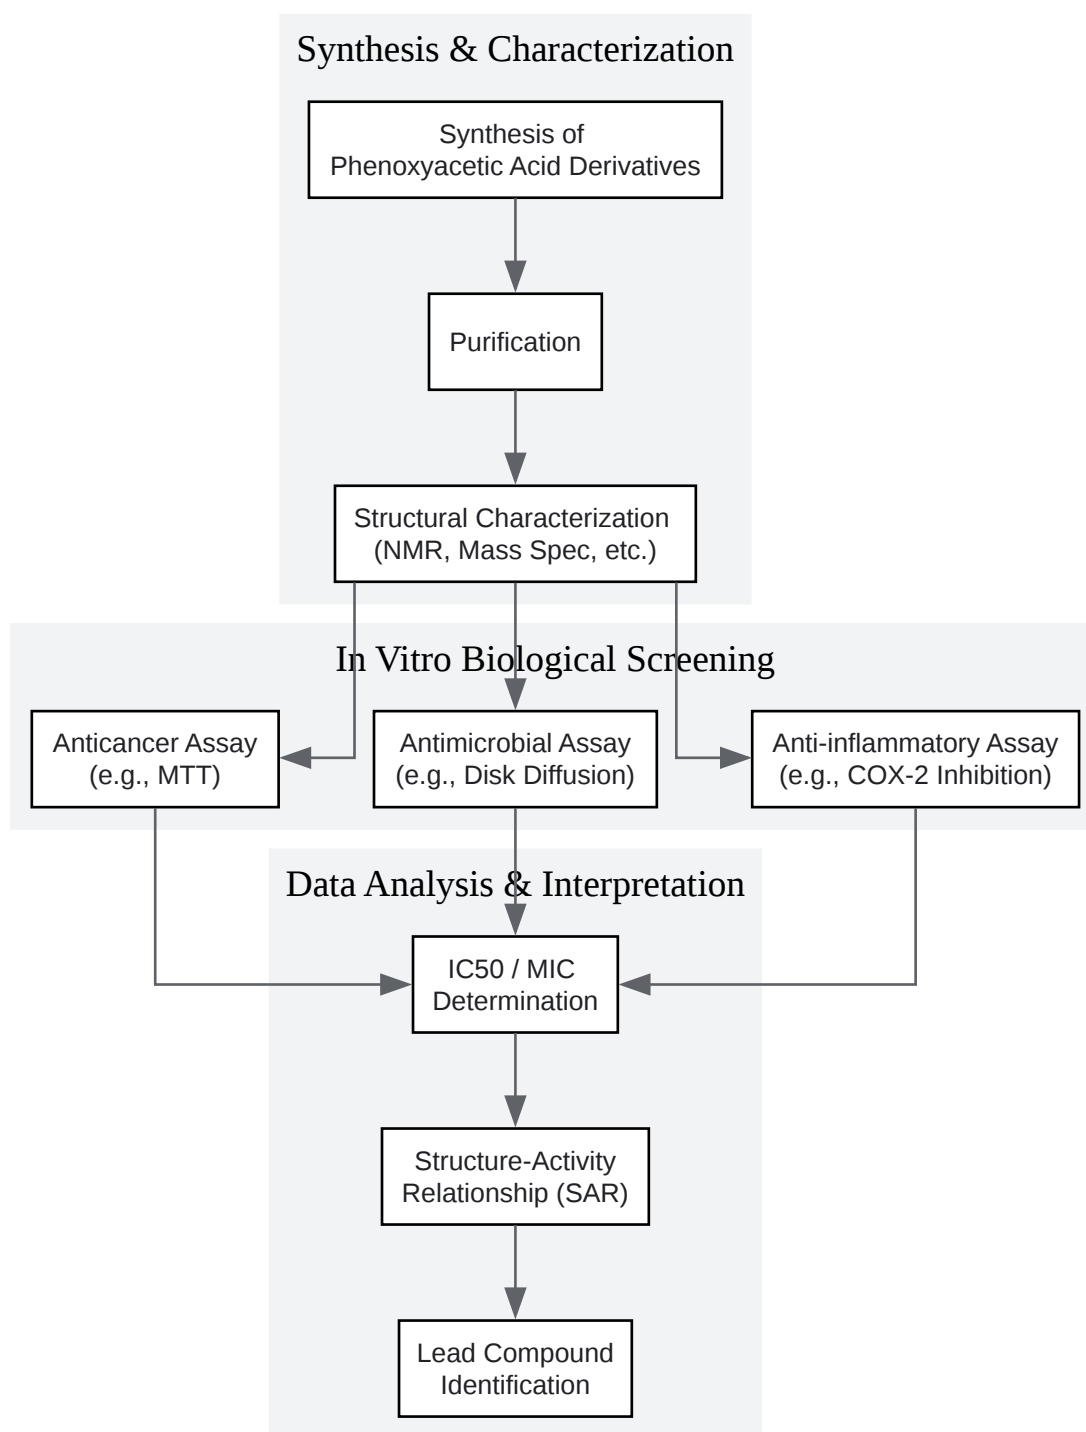 Synthesis & Characterization
Synthesis of
Phenoxyacetic Acid Derivatives
Purification
Structural Characterization
(NMR, Mass Spec, etc.)
In Vitro Biological Screening
Anticancer Assay
(e.g., MTT)
Antimicrobial Assay
(e.g., Disk Diffusion)
Anti-inflammatory Assay
(e.g., COX-2 Inhibition)
Data Analysis & Interpretation
IC50 / MIC
Determination
Structure-Activity
Relationship (SAR)
Lead Compound
Identification